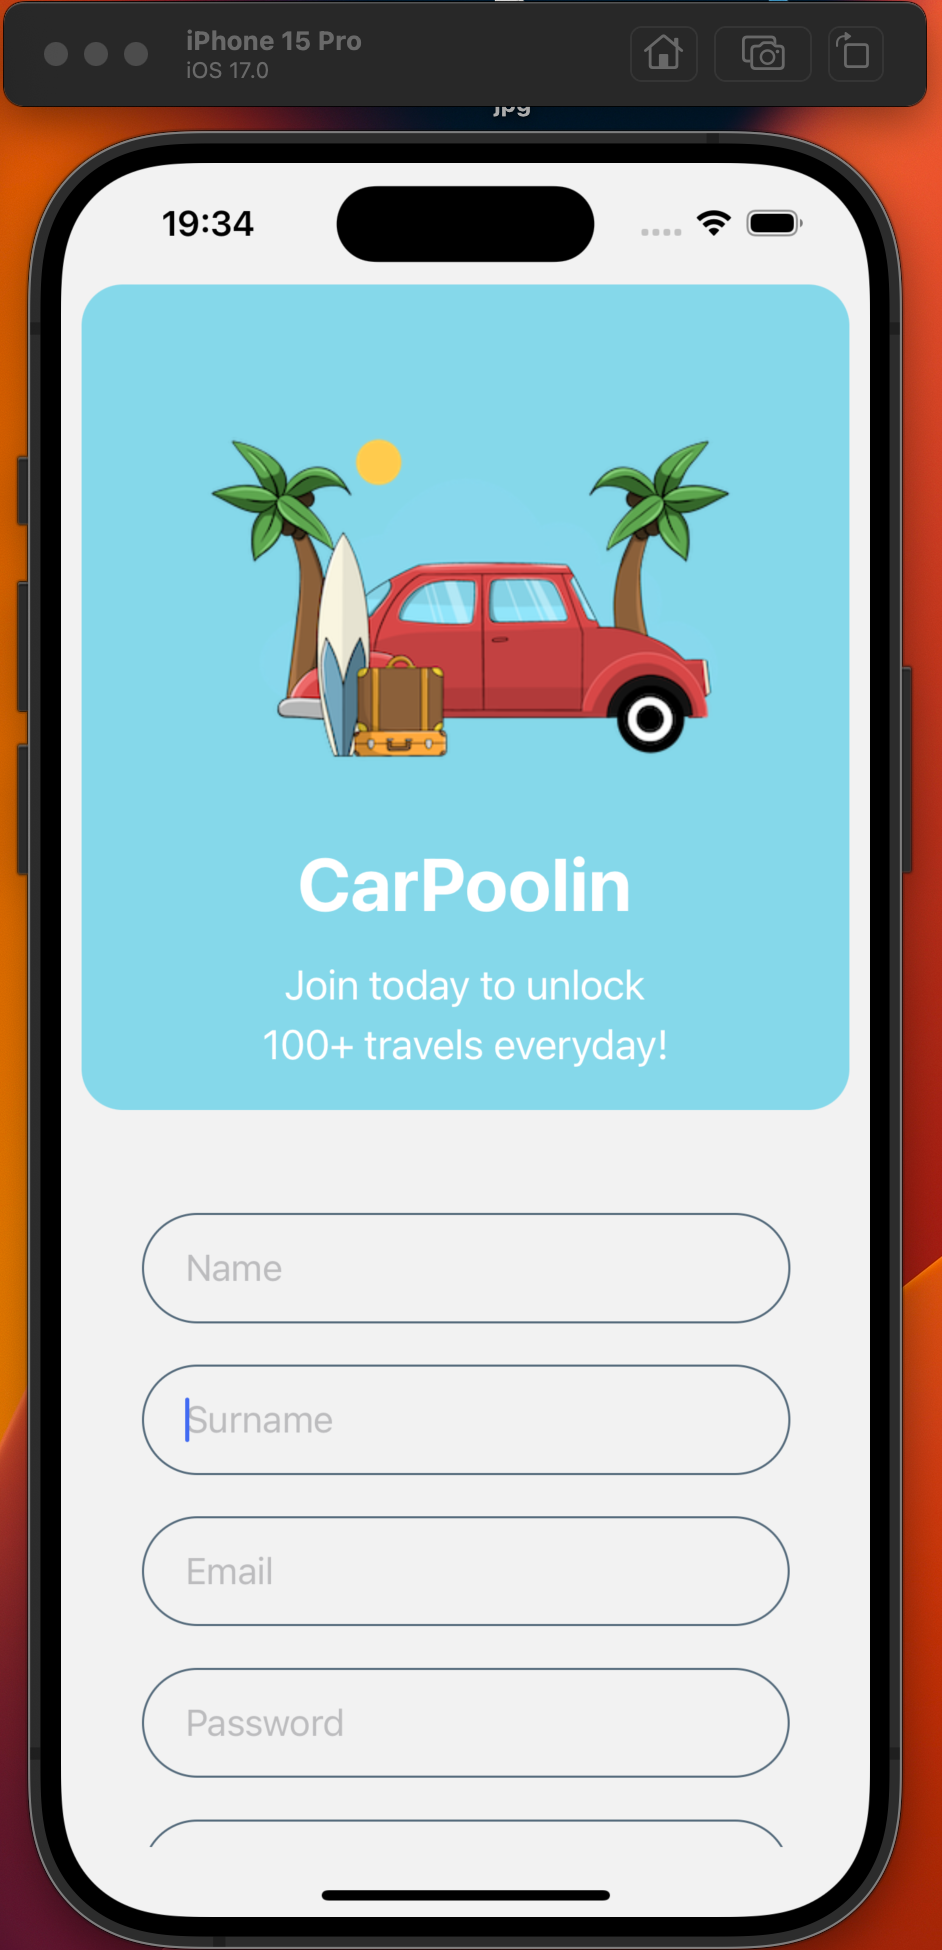 iPhone 15 Pro
iOS 17.0
jpg
19:34
CarPoolin
Join today to unlock
100+ travels everyday!
Name
Surname
Email
Password